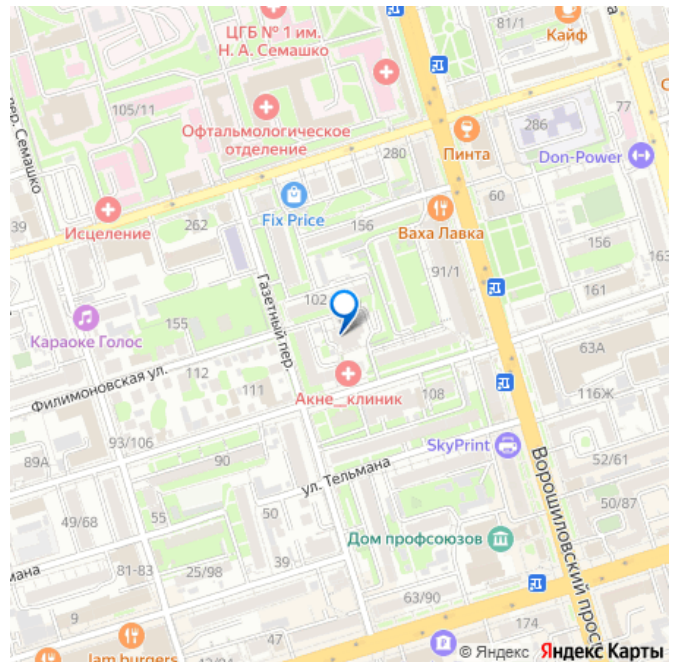 81/1
Кайф
ЦГБ № 1 им.
Н. А. Семашко
пер. Семашко
105/11
Офтальмологическое
отделение
286
77
Пинта
Don-Power
280
60
Fix Price
39
Исцеление
262
156
Ваха Лавка
156
163
91/1
161
102
Газетный пер.
155
Караоке Голос
63А
112
Филимоновская ул.
111
Акне_клиник
108
116Ж
93/106
SkyPrint
89А
90
52/61
ул. Тельмана
Ворошиловский прос
50/87
55
50
49/68
Дом профсоюзов
39
мана
81-83
25/98
63/90
9
174
Jam burgers
© Яндекс Яндекс Карты